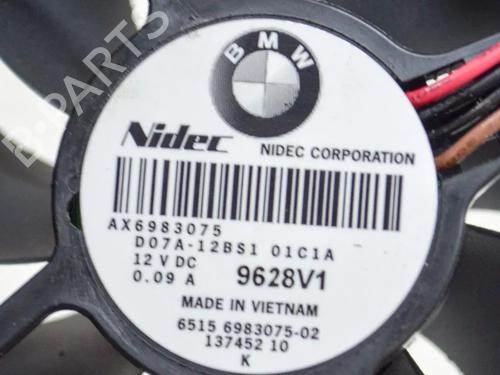 BMW
Nidec
NIDEC CORPORATION
AX6983075
D07A-12BS1 01C1A
12 V DC
0.09 A 9628V1
MADE IN VIETNAM
6515 6983075-02
137452 10
K
B-PARTS